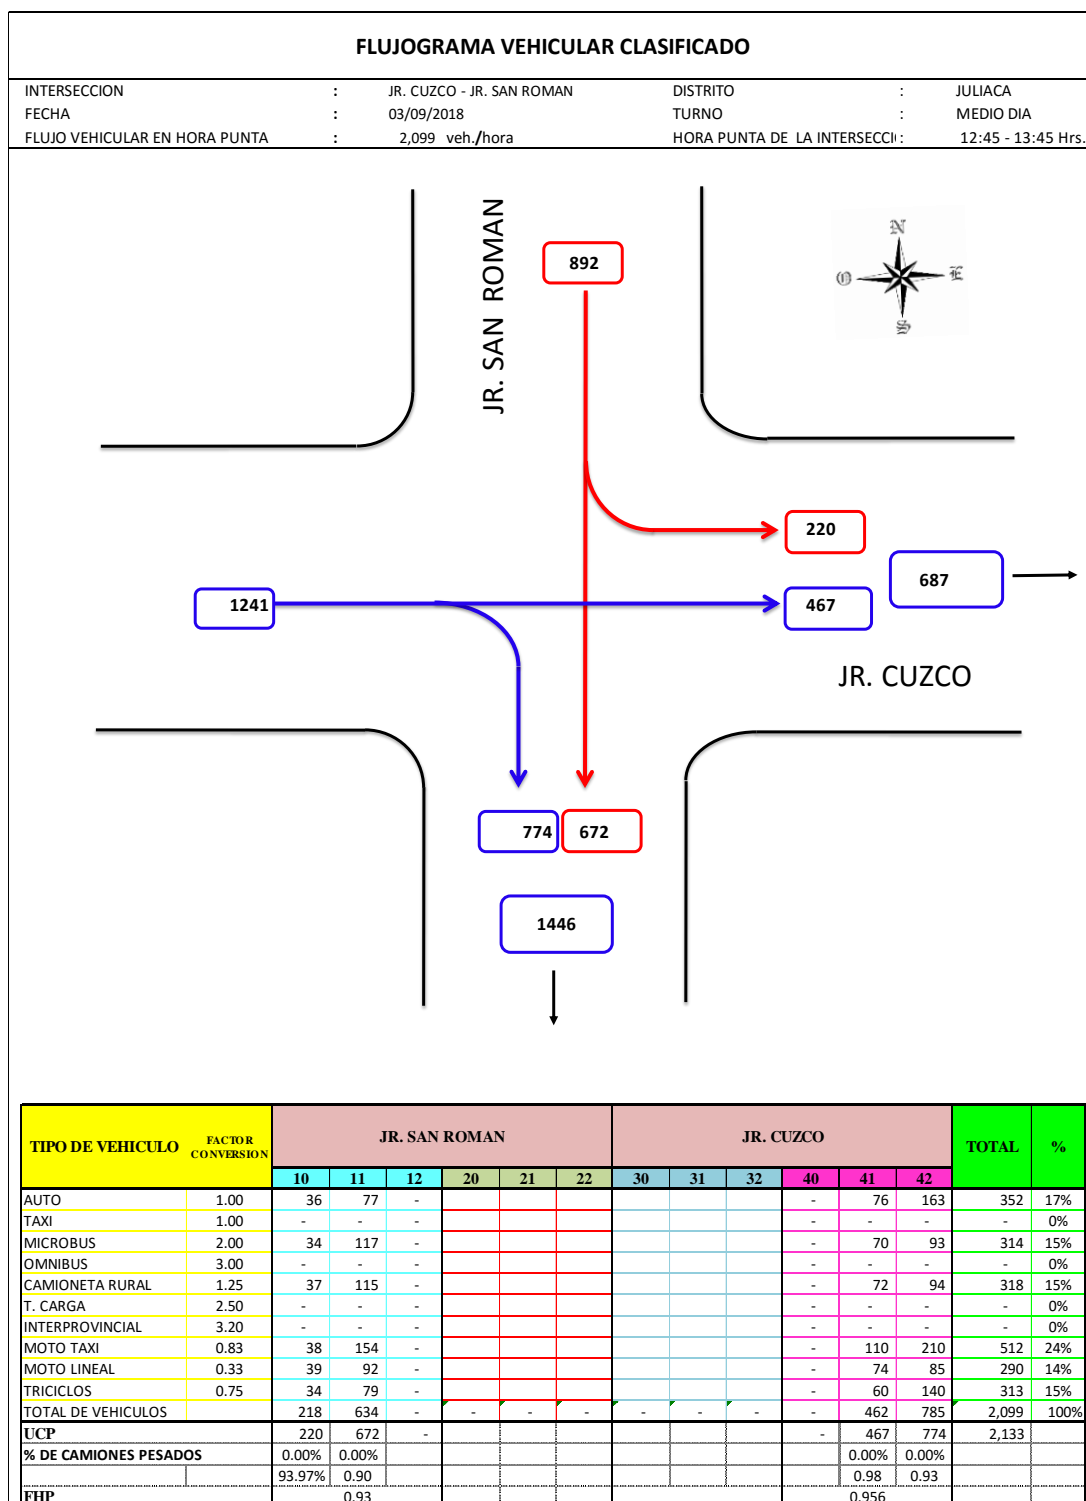 FLUJOGRAMA VEHICULAR CLASIFICADO
INTERSECCION : JR. CUZCO - JR. SAN ROMAN DISTRITO : JULIACA
FECHA : 03/09/2018 TURNO : MEDIO DIA
FLUJO VEHICULAR EN HORA PUNTA : 2,099 veh./hora HORA PUNTA DE LA INTERSECCI : 12:45 - 13:45 Hrs.
JR. SAN ROMAN
892
N
O E
S
220
687
1241
467
JR. CUZCO
774 672
1446
TIPO DE VEHICULO FACTOR CONVERSION JR. SAN ROMAN JR. CUZCO TOTAL %
10 11 12 20 21 22 30 31 32 40 41 42
AUTO 1.00 36 77 - - 76 163 352 17%
TAXI 1.00 - - - - - - - 0%
MICROBUS 2.00 34 117 - - 70 93 314 15%
OMNIBUS 3.00 - - - - - - - 0%
CAMIONETA RURAL 1.25 37 115 - - 72 94 318 15%
T. CARGA 2.50 - - - - - - - 0%
INTERPROVINCIAL 3.20 - - - - - - - 0%
MOTO TAXI 0.83 38 154 - - 110 210 512 24%
MOTO LINEAL 0.33 39 92 - - 74 85 290 14%
TRICICLOS 0.75 34 79 - - 60 140 313 15%
TOTAL DE VEHICULOS 218 634 - - - - - - - - 462 785 2,099 100%
UCP 220 672 - - 467 774 2,133
% DE CAMIONES PESADOS 0.00% 0.00% 0.00% 0.00%
93.97% 0.90 0.98 0.93
FHP 0.93 0.956